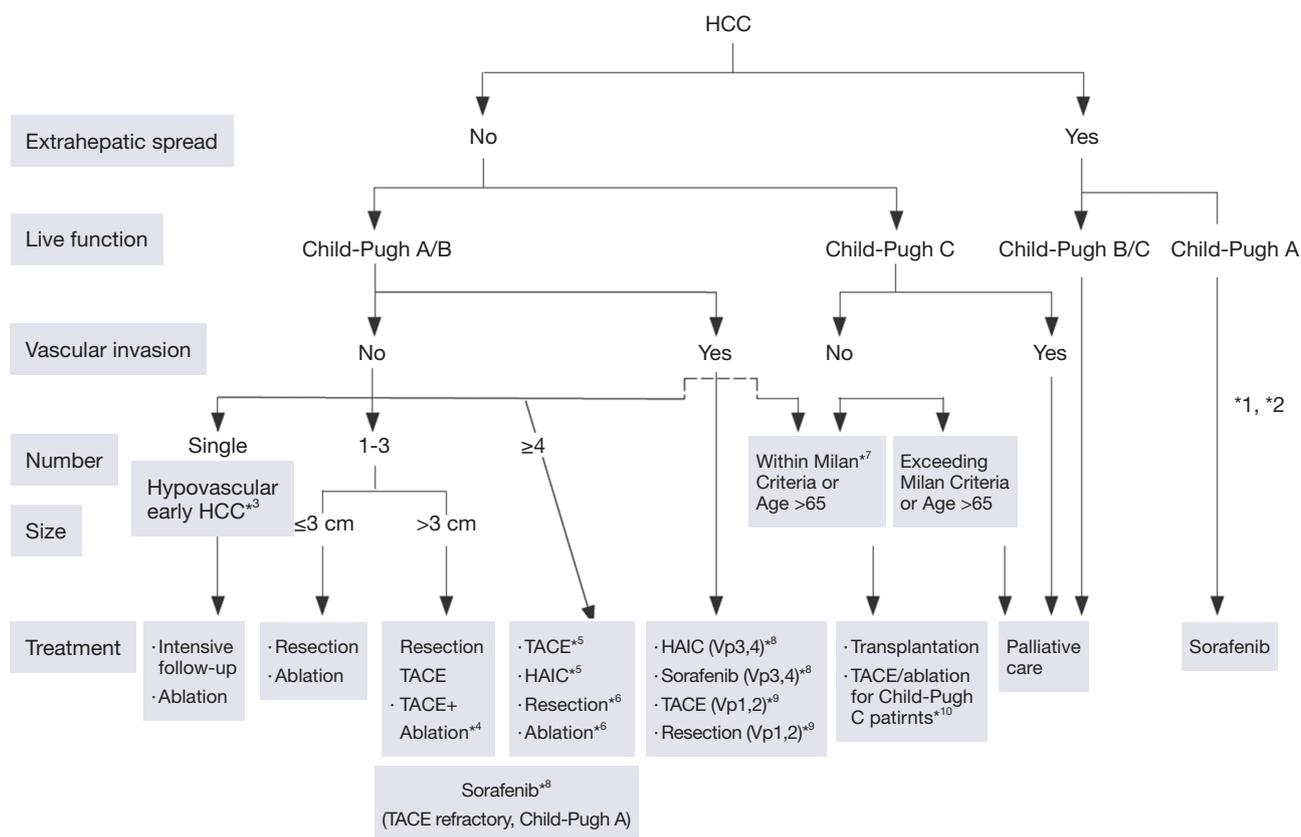 HCC
Extrahepatic spread
No
Yes
Live function
Child-Pugh A/B
Child-Pugh C
Child-Pugh B/C
Child-Pugh A
Vascular invasion
No
Yes
No
Yes
*1, *2
Number
Single
1-3
≥4
Hypovascular
early HCC*3
Within Milan*7
Criteria or
Age >65
Exceeding
Milan Criteria
or Age >65
Size
≤3 cm
>3 cm
Treatment
· Intensive
follow-up
· Ablation
· Resection
· Ablation
Resection
TACE
· TACE+
Ablation*4
· TACE*5
· HAIC*5
· Resection*6
· Ablation*6
· HAIC (Vp3,4)*8
· Sorafenib (Vp3,4)*8
· TACE (Vp1,2)*9
· Resection (Vp1,2)*9
· Transplantation
· TACE/ablation
for Child-Pugh
C patirnts*10
Palliative
care
Sorafenib
Sorafenib*8
(TACE refractory, Child-Pugh A)